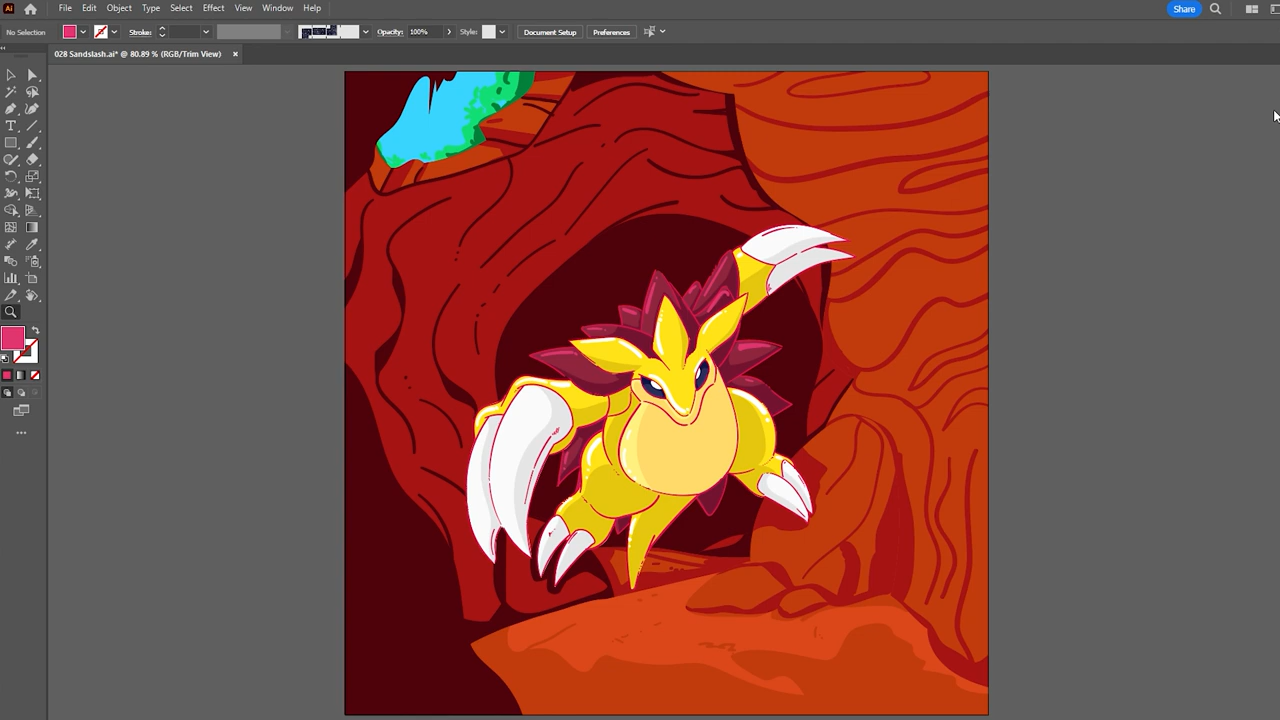 Ai File Edit Object Type Select Effect View Window Help Share
No Selection Stroke: Opacity: 100% Style: Document Setup Preferences
028 Sandslash.ai* @ 80.89 % (RGB/Trim View) ×